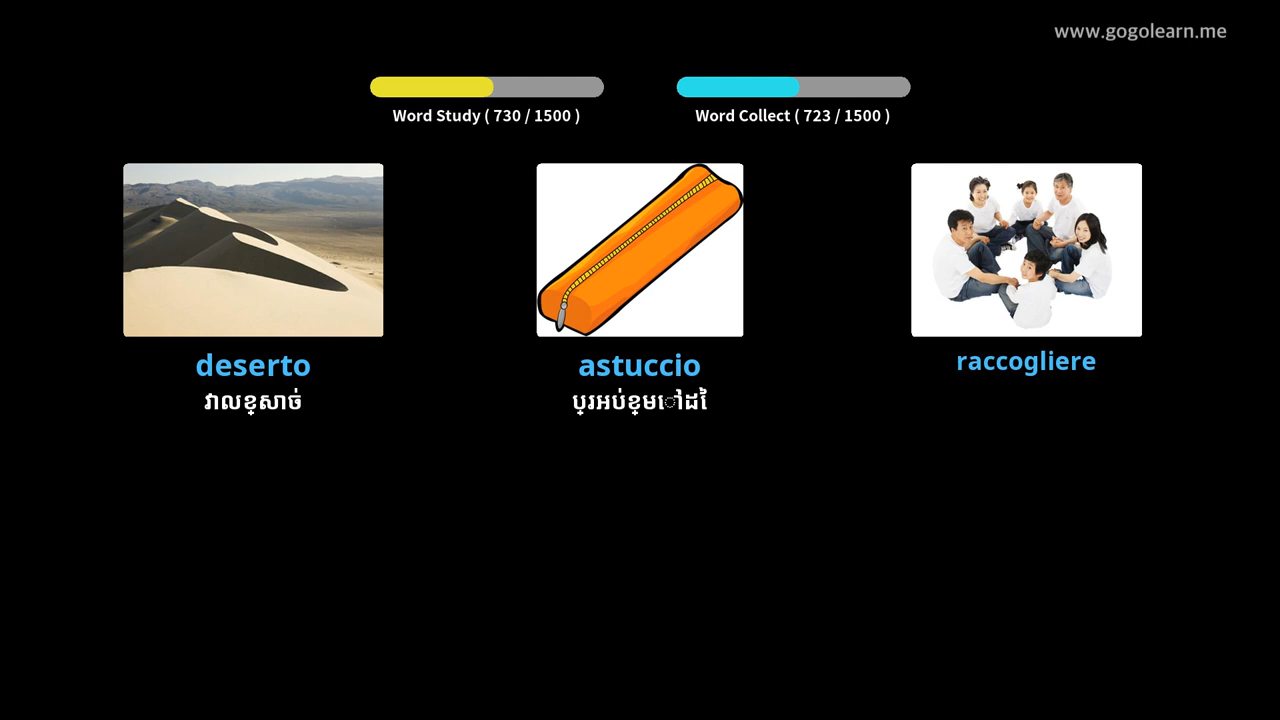 www.gogolearn.me
Word Study ( 730 / 1500 )
Word Collect ( 723 / 1500 )
deserto
astuccio
raccogliere
វាលខ្សាច់
ប្រអប់ខ្មៅដៃ